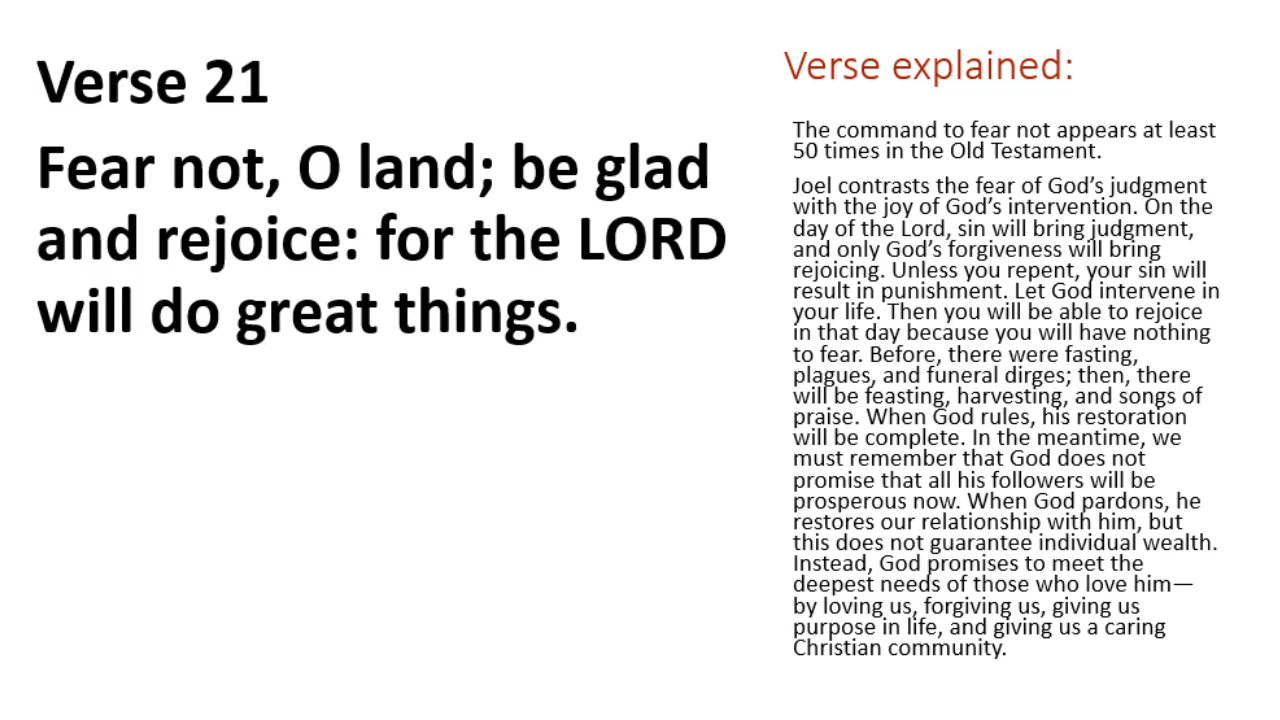 Verse 21
Fear not, O land; be glad
and rejoice: for the LORD
will do great things.
Verse explained:
The command to fear not appears at least
50 times in the Old Testament.
Joel contrasts the fear of God’s judgment
with the joy of God’s intervention. On the
day of the Lord, sin will bring judgment,
and only God’s forgiveness will bring
rejoicing. Unless you repent, your sin will
result in punishment. Let God intervene in
your life. Then you will be able to rejoice
in that day because you will have nothing
to fear. Before, there were fasting,
plagues, and funeral dirges; then, there
will be feasting, harvesting, and songs of
praise. When God rules, his restoration
will be complete. In the meantime, we
must remember that God does not
promise that all his followers will be
prosperous now. When God pardons, he
restores our relationship with him, but
this does not guarantee individual wealth.
Instead, God promises to meet the
deepest needs of those who love him—
by loving us, forgiving us, giving us
purpose in life, and giving us a caring
Christian community.